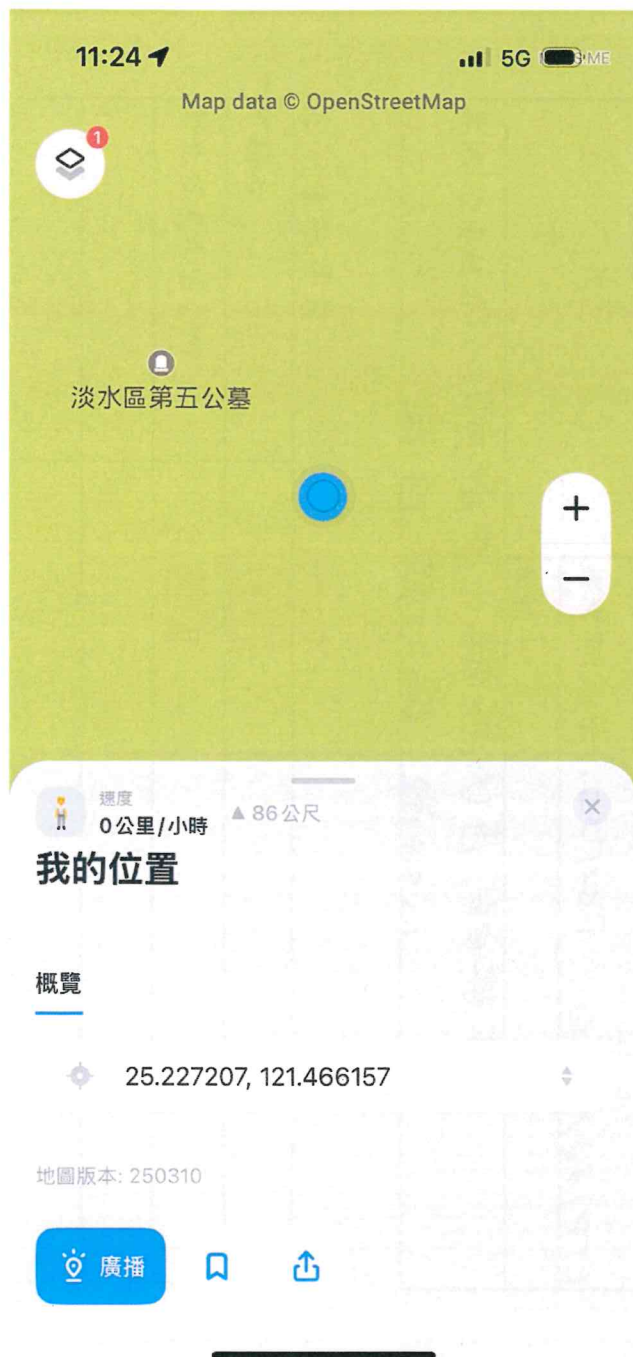 11:24
5G
Map data © OpenStreetMap
1
淡水區第五公墓
+
−
速度
0公里/小時
▲ 86公尺
我的位置
概覽
25.227207, 121.466157
地圖版本: 250310
廣播